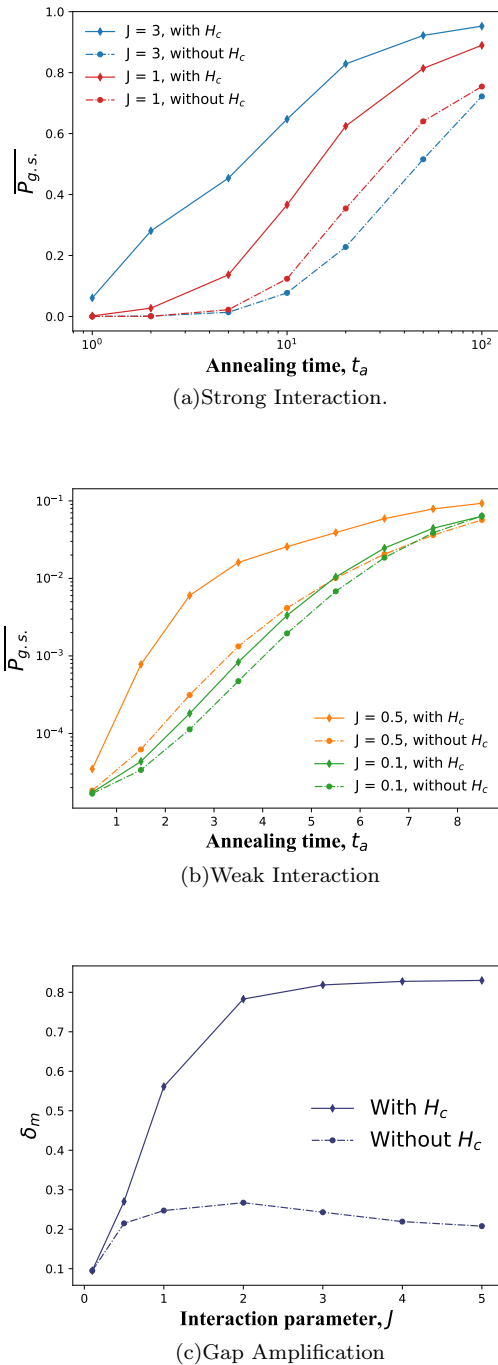 1.0
0.8
0.6
0.4
0.2
0.0
P_{g.s.}
J = 3, with H_c
J = 3, without H_c
J = 1, with H_c
J = 1, without H_c
10^0
10^1
10^2
Annealing time, t_a
(a)Strong Interaction.
10^{-1}
10^{-2}
10^{-3}
10^{-4}
P_{g.s.}
J = 0.5, with H_c
J = 0.5, without H_c
J = 0.1, with H_c
J = 0.1, without H_c
1 2 3 4 5 6 7 8
Annealing time, t_a
(b)Weak Interaction
0.8
0.7
0.6
0.5
0.4
0.3
0.2
0.1
δ_m
With H_c
Without H_c
0 1 2 3 4 5
Interaction parameter, J
(c)Gap Amplification